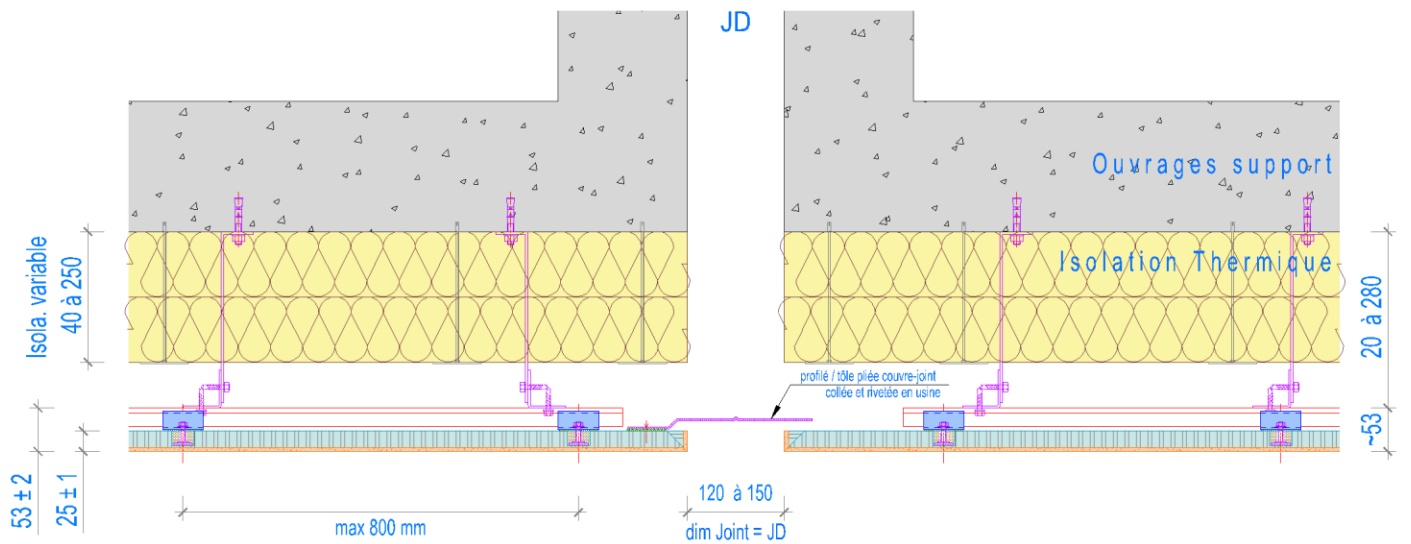 JD
Ouvrages support
Isolation Thermique
Isola. variable
40 à 250
20 à 280
profilé / tôle pliée couvre-joint
collée et rivetée en usine
~53
53 ± 2
25 ± 1
max 800 mm
120 à 150
dim Joint = JD